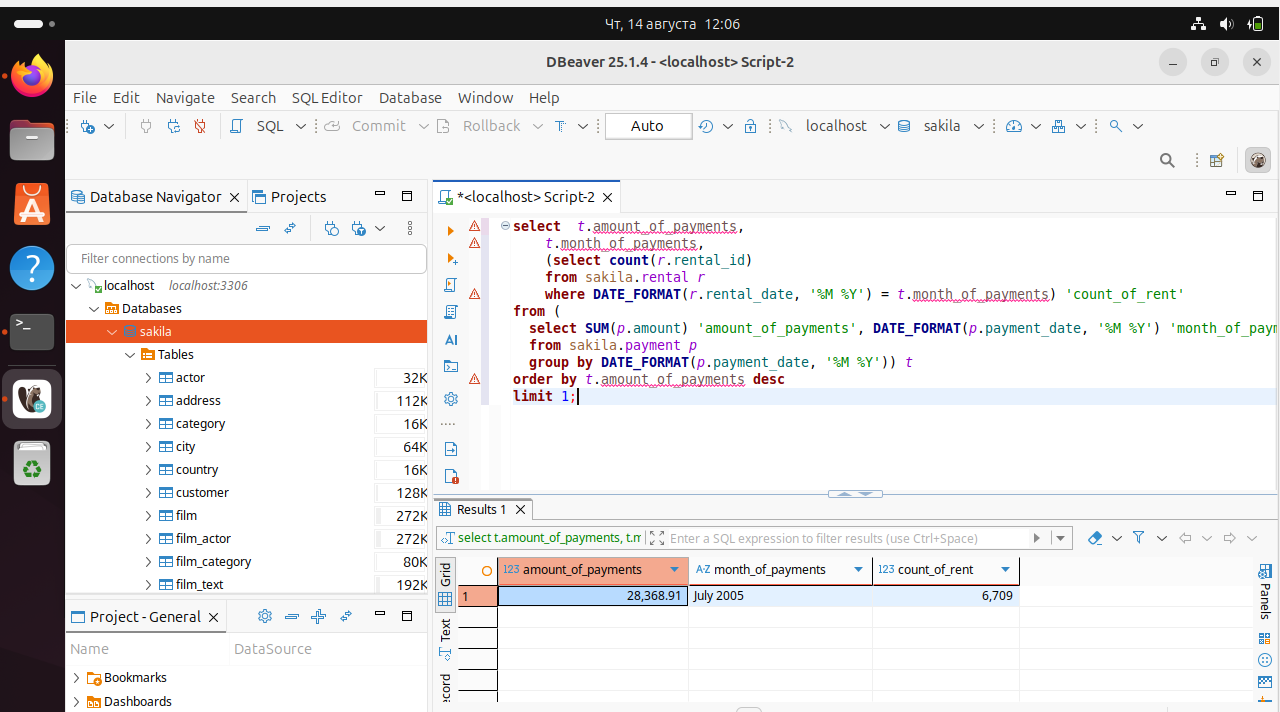 Чт, 14 августа 12:06
DBeaver 25.1.4 - <localhost> Script-2
File Edit Navigate Search SQL Editor Database Window Help
SQL Commit Rollback T Auto localhost sakila
Database Navigator Projects
*<localhost> Script-2
Filter connections by name
localhost localhost:3306
Databases
sakila
Tables
actor 32K
address 112K
category 16K
city 64K
country 16K
customer 128K
film 272K
film_actor 272K
film_category 80K
film_text 192K
Project - General
Name DataSource
Bookmarks
Dashboards
AI
select t.amount_of_payments,
t.month_of_payments,
(select count(r.rental_id)
from sakila.rental r
where DATE_FORMAT(r.rental_date, '%M %Y') = t.month_of_payments) 'count_of_rent'
from (
select SUM(p.amount) 'amount_of_payments', DATE_FORMAT(p.payment_date, '%M %Y') 'month_of_paym
from sakila.payment p
group by DATE_FORMAT(p.payment_date, '%M %Y')) t
order by t.amount_of_payments desc
limit 1;
Results 1
select t.amount_of_payments, t.m Enter a SQL expression to filter results (use Ctrl+Space)
Grid
Text
ecord
123 amount_of_payments A-Z month_of_payments 123 count_of_rent
1 28,368.91 July 2005 6,709
Panels